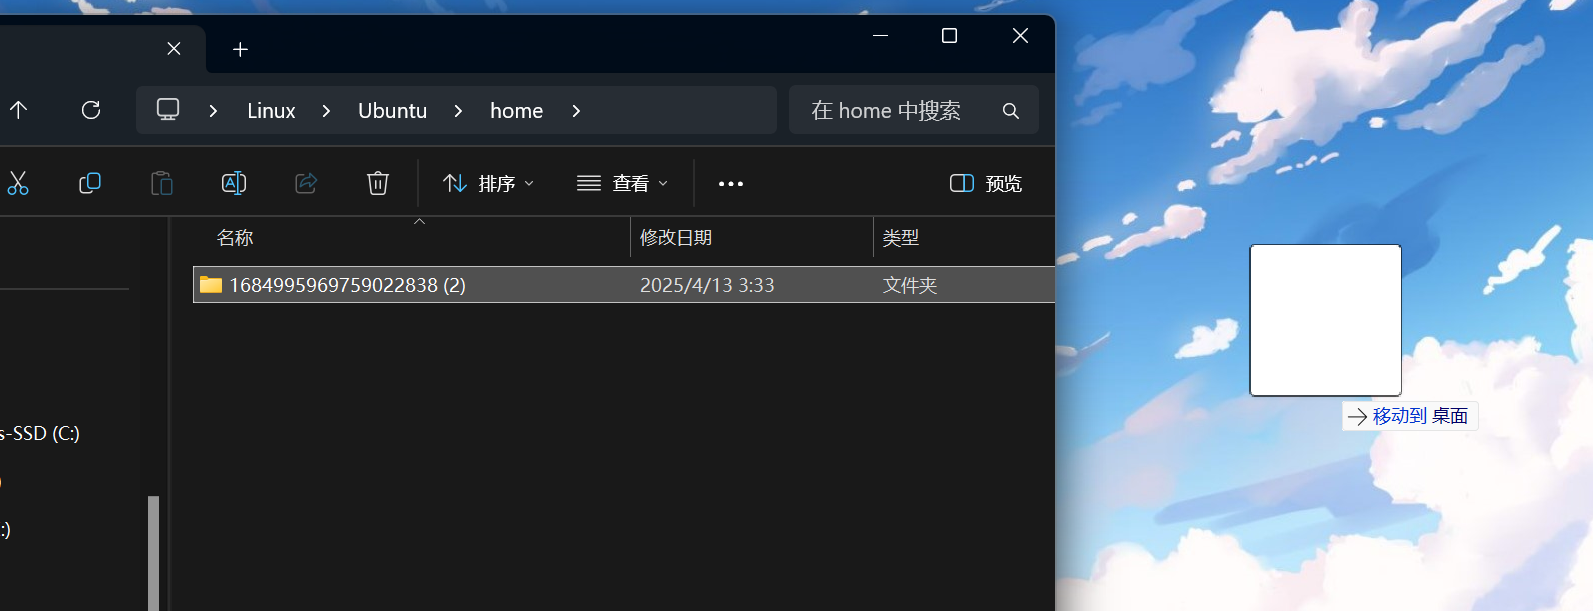 Linux > Ubuntu > home >
在 home 中搜索
排序
查看
预览
名称
修改日期
类型
1684995969759022838 (2)
2025/4/13 3:33
文件夹
s-SSD (C:)
:)
→ 移动到 桌面